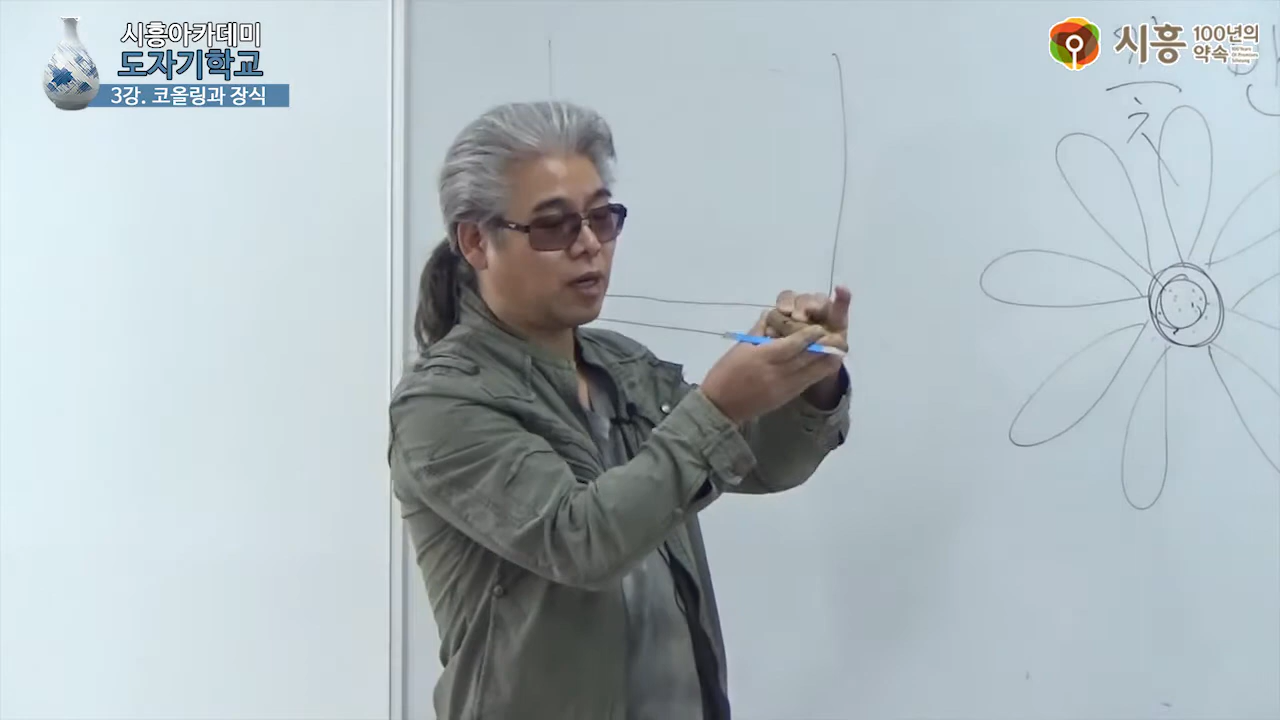 시흥아카데미
도자기학교
3강. 코올링과 장식
시흥 100년의
약속